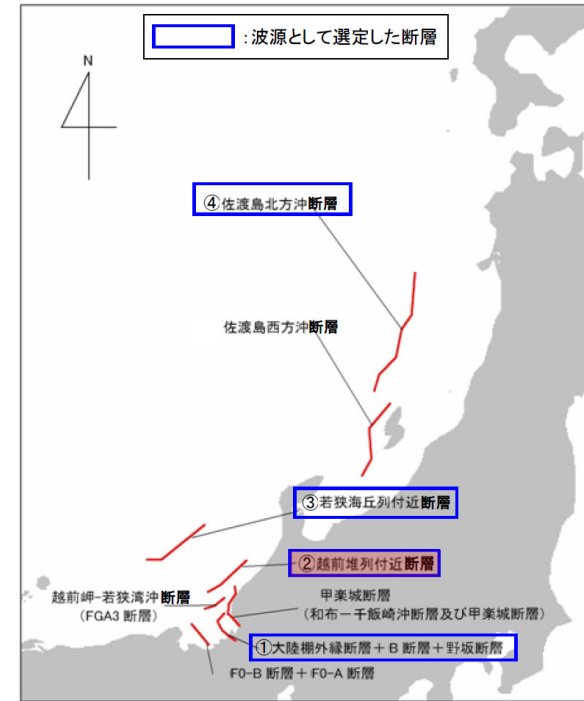 ：波源として選定した断層
N
④佐渡島北方沖断層
佐渡島西方沖断層
③若狭海丘列付近断層
②越前堆列付近断層
越前岬－若狭湾沖断層
（FGA3 断層）
甲楽城断層
（和布－干飯崎沖断層及び甲楽城断層）
①大陸棚外縁断層＋B 断層＋野坂断層
F0-B 断層＋F0-A 断層